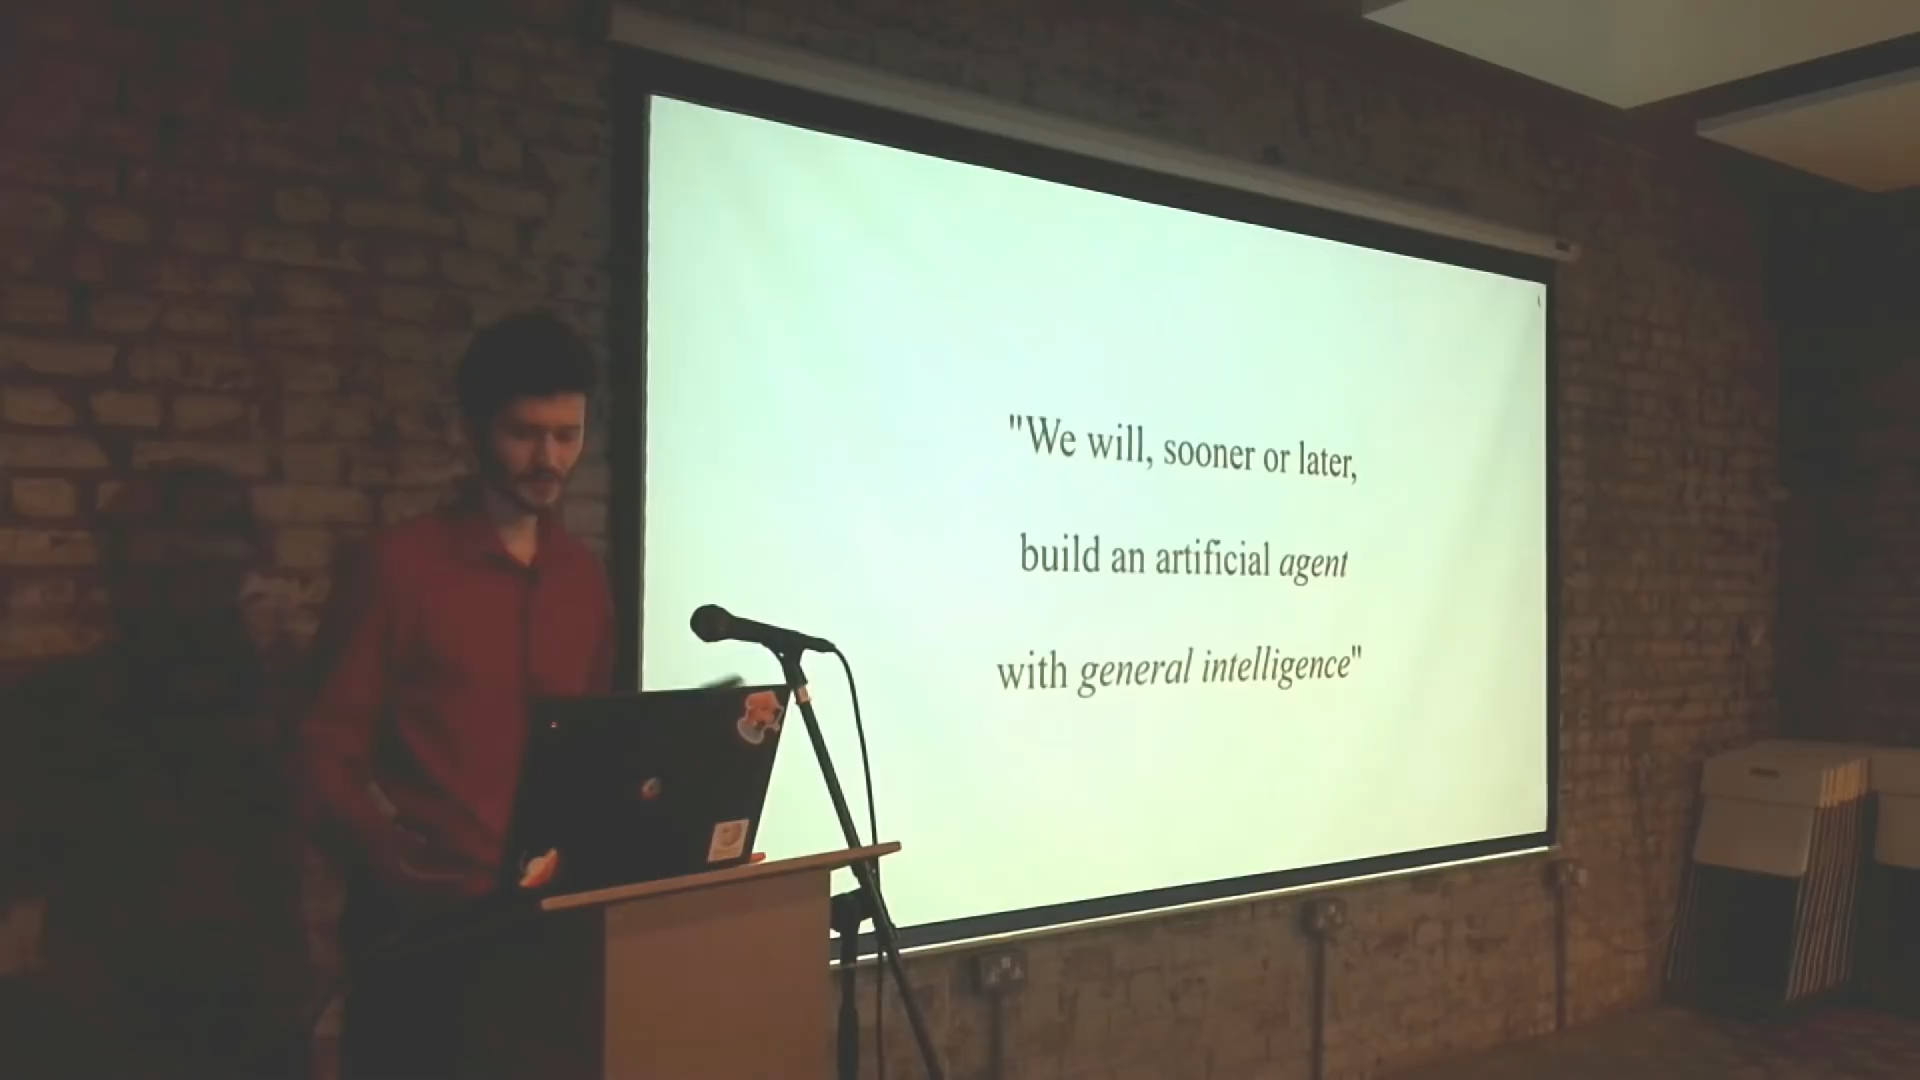 "We will, sooner or later,
build an artificial agent
with general intelligence"